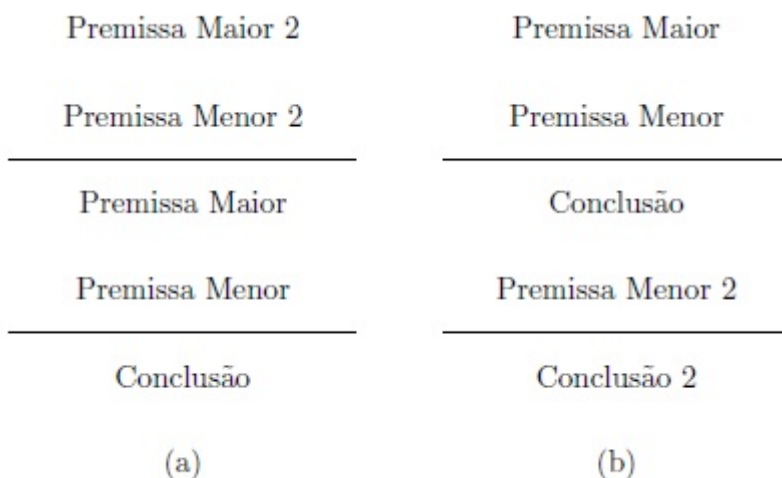 Premissa Maior 2
Premissa Menor 2
Premissa Maior
Premissa Menor
Conclusão
(a)
Premissa Maior
Premissa Menor
Conclusão
Premissa Menor 2
Conclusão 2
(b)